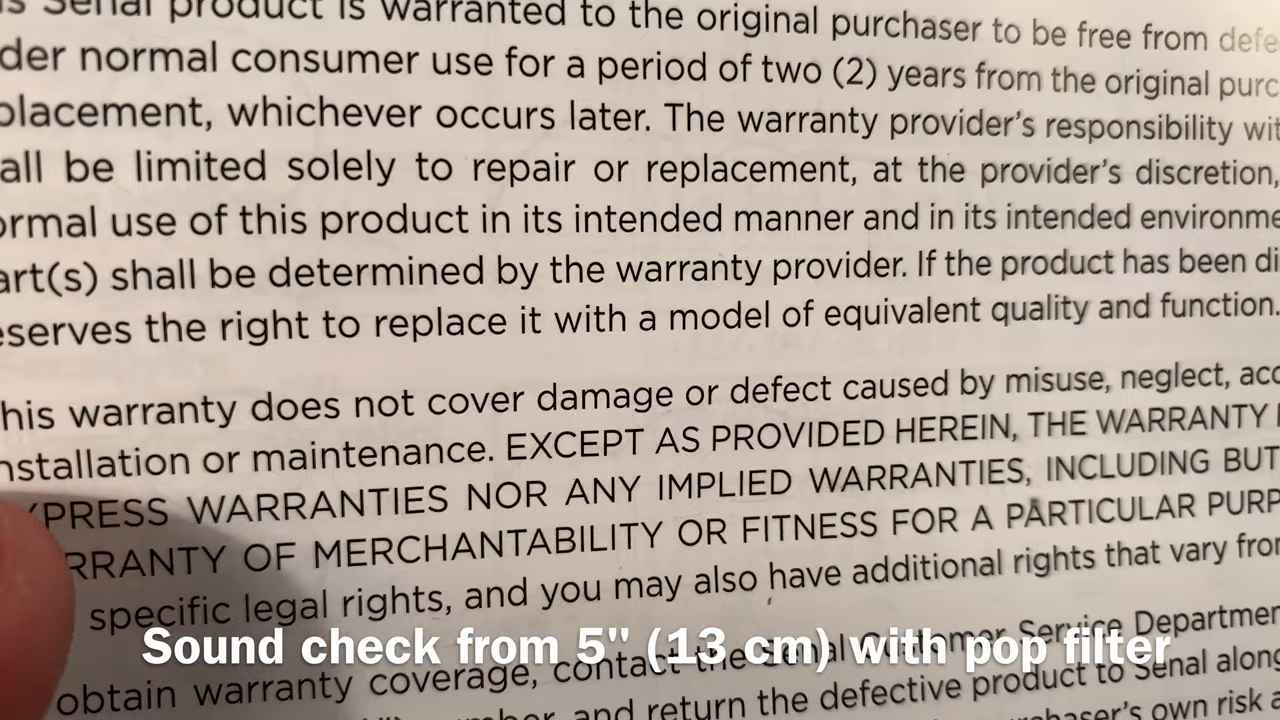 Senal product is warranted to the original purchaser to be free from defe
der normal consumer use for a period of two (2) years from the original purc
placement, whichever occurs later. The warranty provider's responsibility wit
all be limited solely to repair or replacement, at the provider's discretion,
ormal use of this product in its intended manner and in its intended environme
art(s) shall be determined by the warranty provider. If the product has been di
eserves the right to replace it with a model of equivalent quality and function.
his warranty does not cover damage or defect caused by misuse, neglect, acc
nstallation or maintenance. EXCEPT AS PROVIDED HEREIN, THE WARRANTY
XPRESS WARRANTIES NOR ANY IMPLIED WARRANTIES, INCLUDING BUT
RRANTY OF MERCHANTABILITY OR FITNESS FOR A PARTICULAR PURP
specific legal rights, and you may also have additional rights that vary from
obtain warranty coverage, contact the Senal Customer Service Departmen
and return the defective product to Senal along
haser's own risk a
Sound check from 5" (13 cm) with pop filter